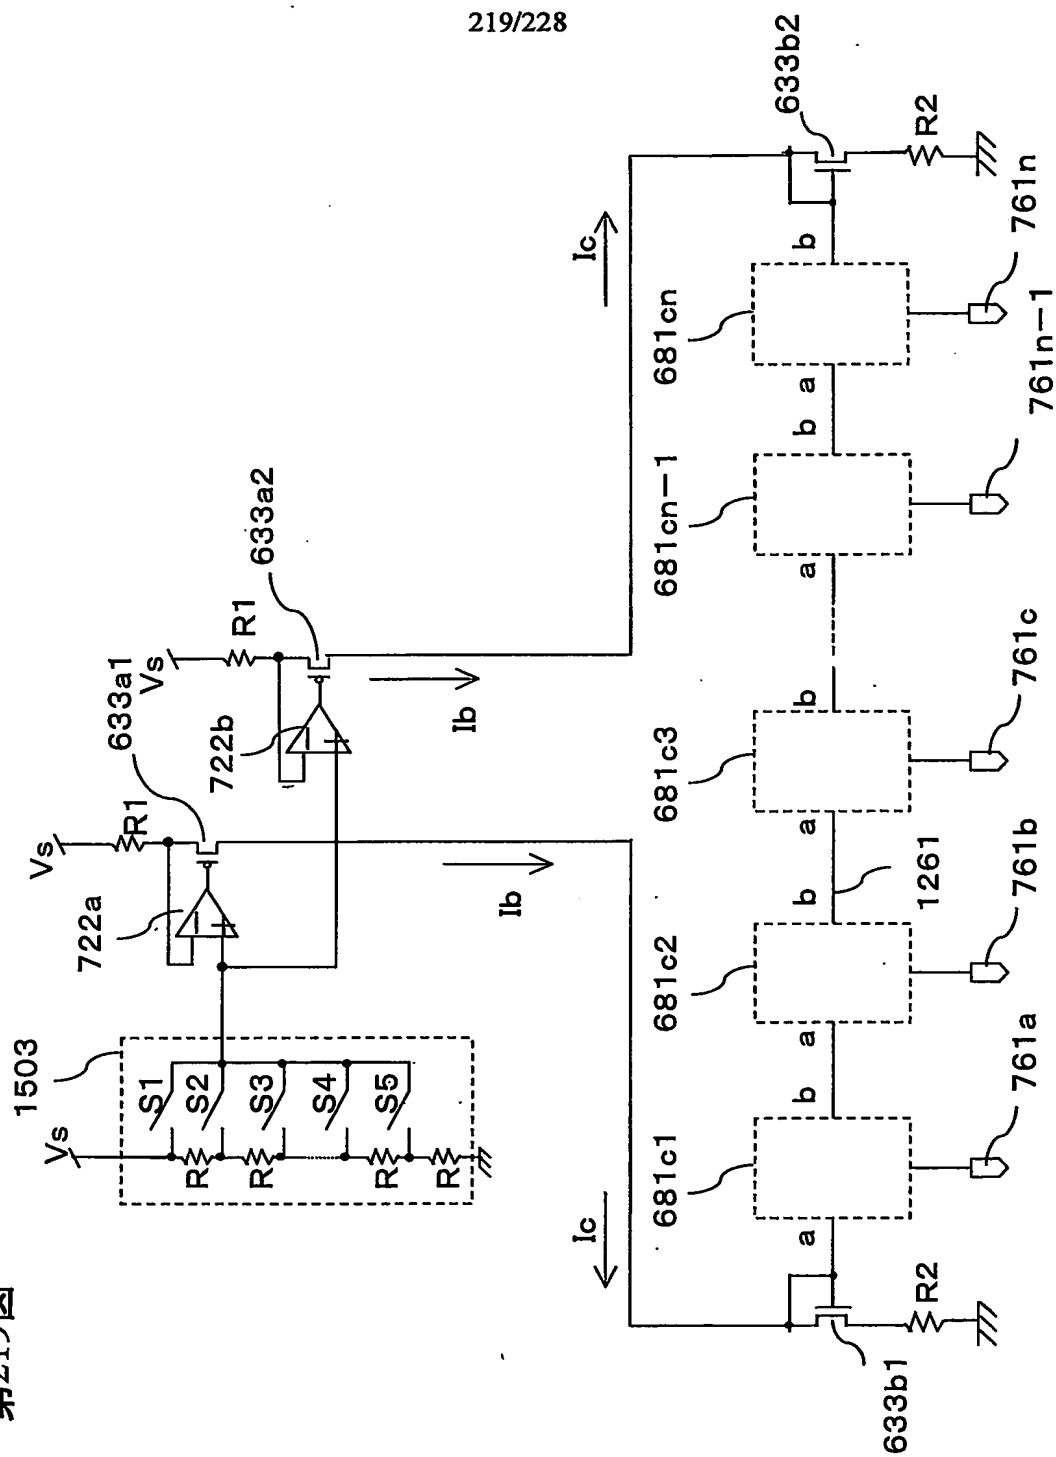 219/228
第219図
1503
Vs
S1
S2
S3
S4
S5
R
R
R
R
722a
Vs
R1
633a1
Ib
722b
Vs
R1
633a2
Ib
Ic
Ic
633b1
R2
a
681c1
b
761a
a
681c2
b
761b
1261
a
681c3
b
761c
a
681cn-1
b
761n-1
a
681cn
b
761n
633b2
R2